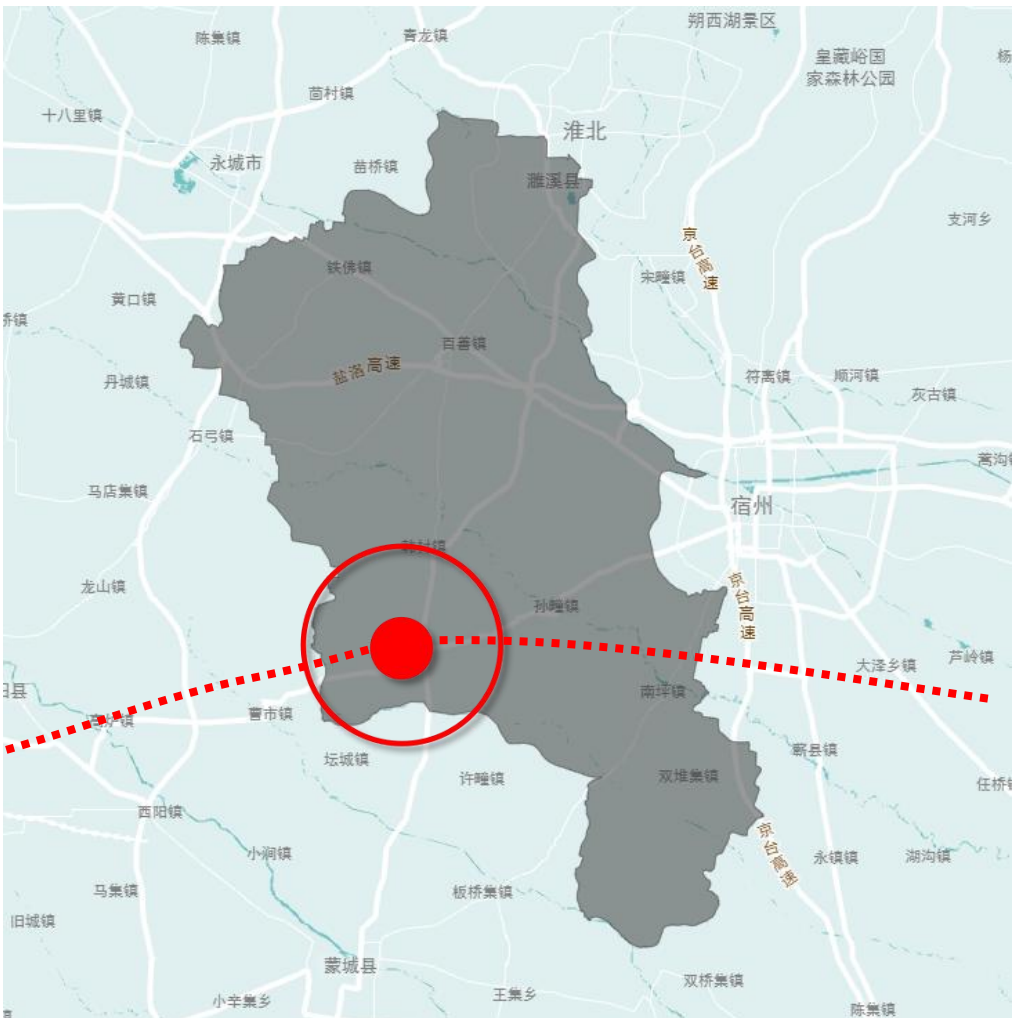 朔西湖景区
陈集镇
青龙镇
皇藏峪国
家森林公园
杨
茴村镇
十八里镇
淮北
永城市
苗桥镇
濉溪县
支河乡
京台高速
铁佛镇
宋疃镇
黄口镇
桥镇
百善镇
盐洛高速
丹城镇
符离镇
顺河镇
灰古镇
石弓镇
蒿沟镇
马店集镇
宿州
龙山镇
孙疃镇
京台高速
芦岭镇
大泽乡镇
南坪镇
曹市镇
蕲县镇
坛城镇
许疃镇
双堆集镇
任桥镇
西阳镇
京台高速
小涧镇
永镇镇
湖沟镇
马集镇
板桥集镇
旧城镇
蒙城县
双桥集镇
王集乡
小辛集乡
陈集镇